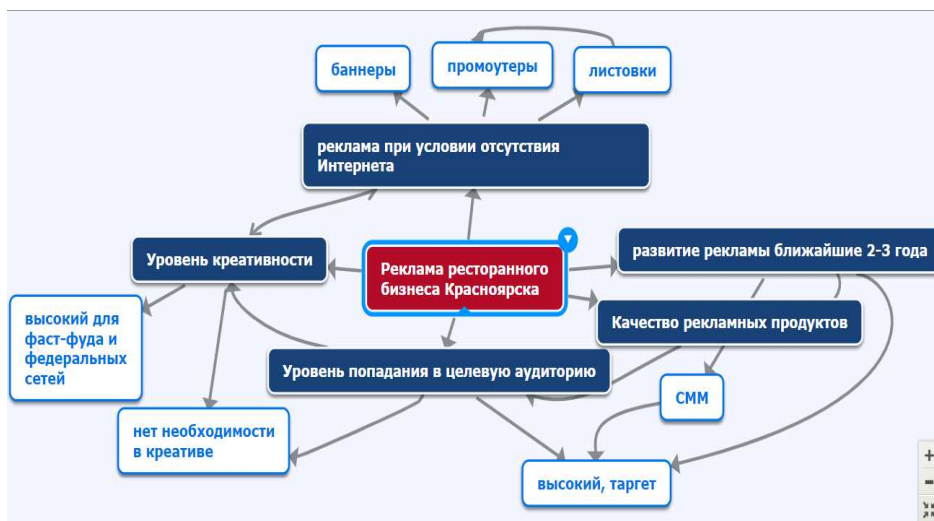 баннеры
промоутеры
листовки
реклама при условии отсутствия
Интернета
Уровень креативности
Реклама ресторанного
бизнеса Красноярска
развитие рекламы ближайшие 2-3 года
высокий для
фаст-фуда и
федеральных
сетей
Качество рекламных продуктов
Уровень попадания в целевую аудиторию
СММ
нет необходимости
в креативе
высокий, таргет